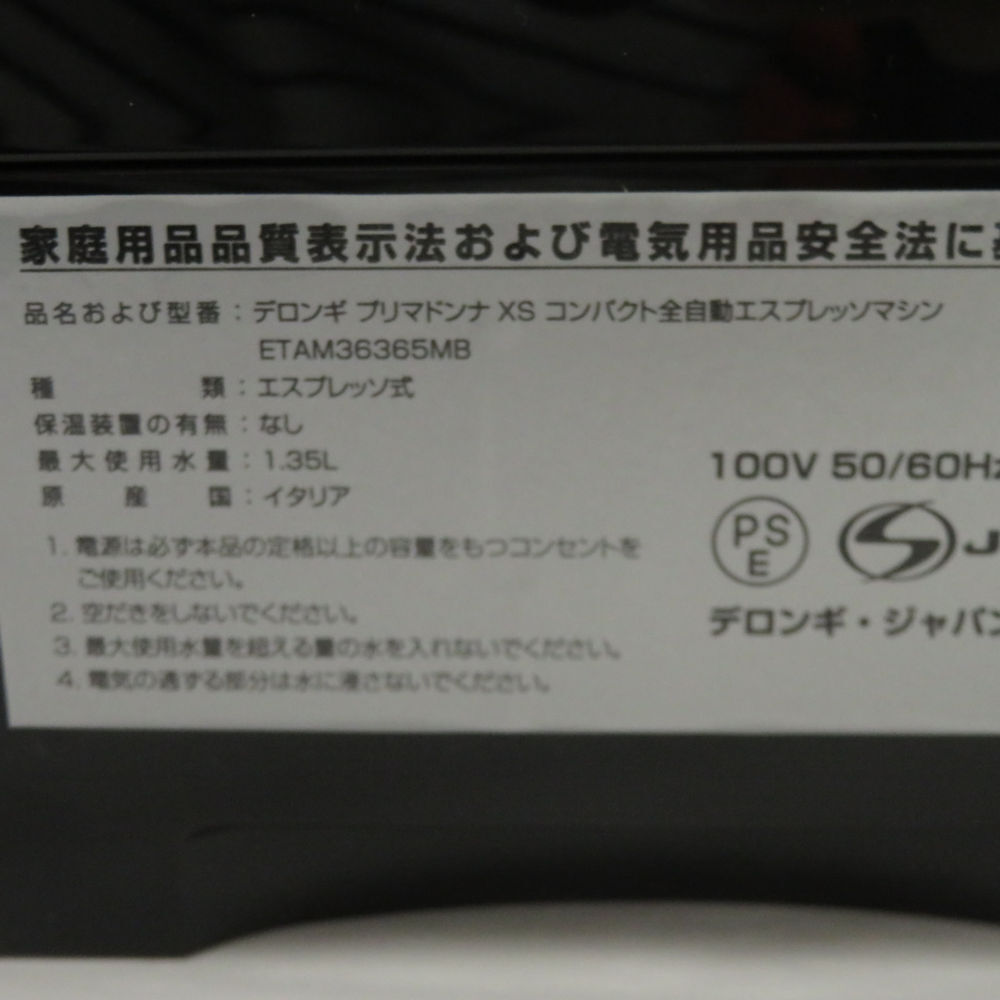 家庭用品品質表示法および電気用品安全法に
品名および型番：デロンギ プリマドンナ XS コンパクト全自動エスプレッソマシン
ETAM36365MB
種類：エスプレッソ式
保温装置の有無：なし
最大使用水量：1.35L
原産国：イタリア
100V 50/60Hz
PSE
J
デロンギ・ジャパン
1. 電源は必ず本品の定格以上の容量をもつコンセントを
ご使用ください。
2. 空だきをしないでください。
3. 最大使用水量を超える量の水を入れないでください。
4. 電気の通ずる部分は水に浸さないでください。